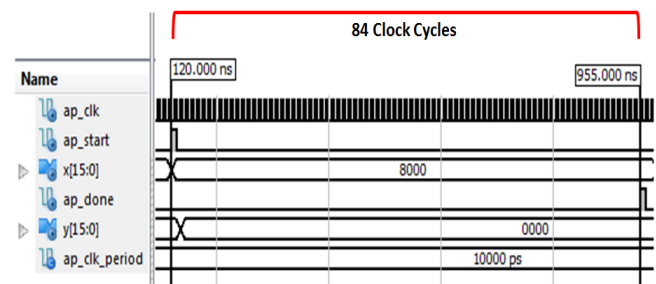 84 Clock Cycles
120.000 ns
955.000 ns
Name
ap_clk
ap_start
x[15:0] 8000
ap_done
y[15:0] 0000
ap_clk_period 10000 ps